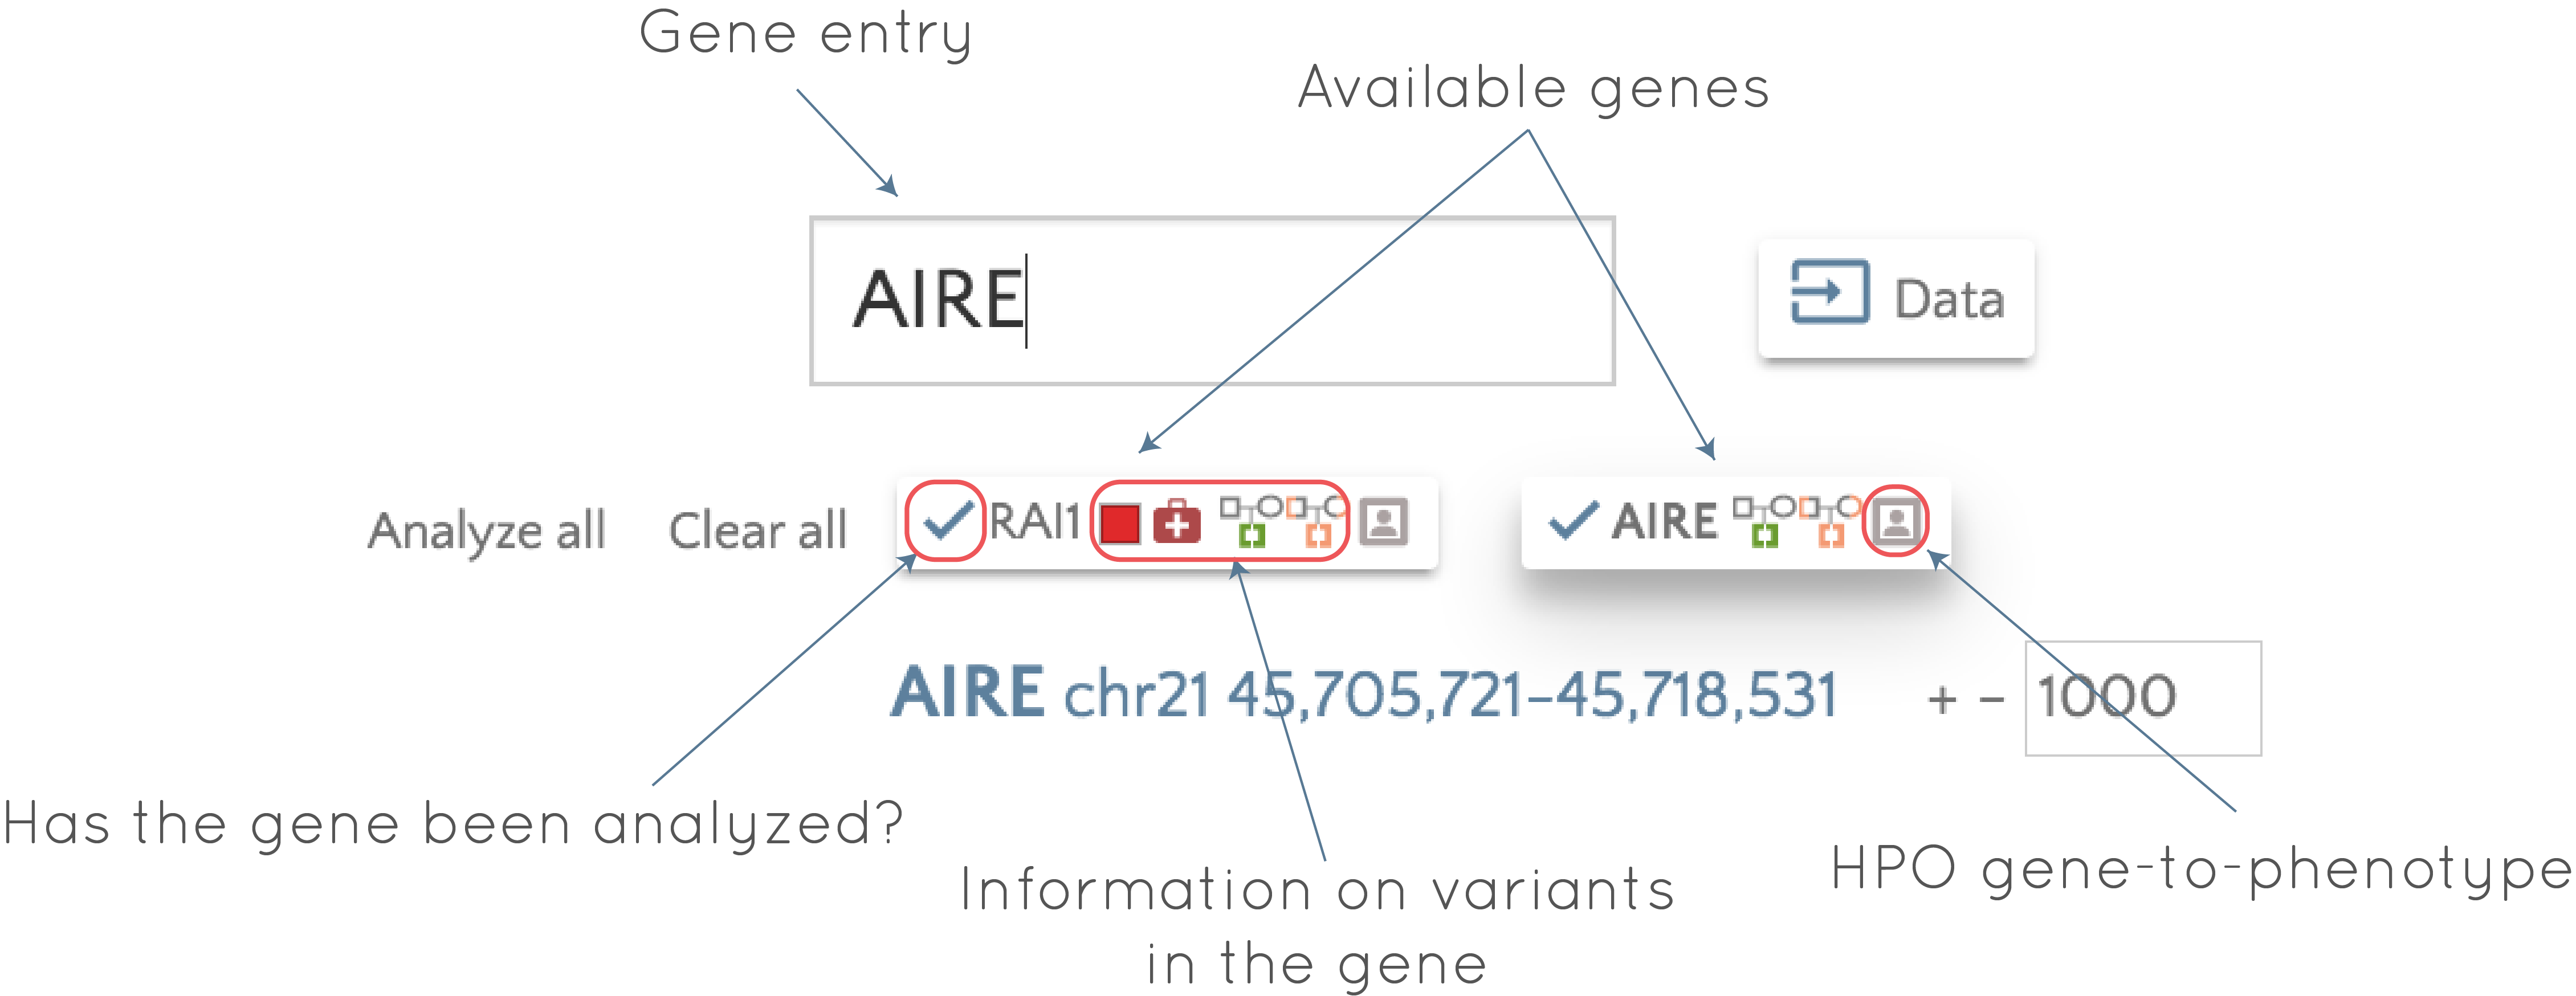 Gene entry
Available genes
AIRE
Data
Analyze all
Clear all
RAI1
AIRE
AIRE chr21 45,705,721–45,718,531
+ - 1000
Has the gene been analyzed?
Information on variants
in the gene
HPO gene-to-phenotype